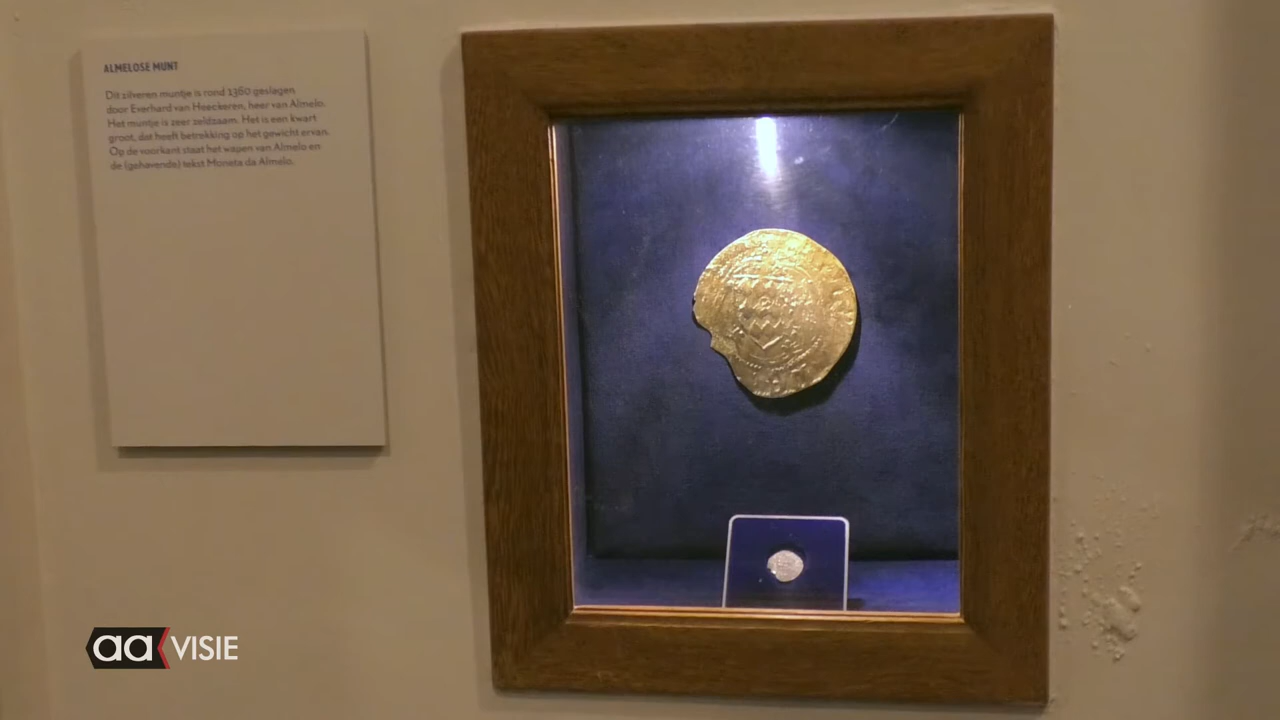 ALMELOSE MUNT
Dit zilveren muntje is rond 1360 geslagen
door Everhard van Heeckeren, heer van Almelo.
Het muntje is zeer zeldzaam. Het is een kwart
groot, dat heeft betrekking op het gewicht ervan.
Op de voorkant staat het wapen van Almelo en
de (gehavende) tekst Moneta da Almelo.
aa VISIE